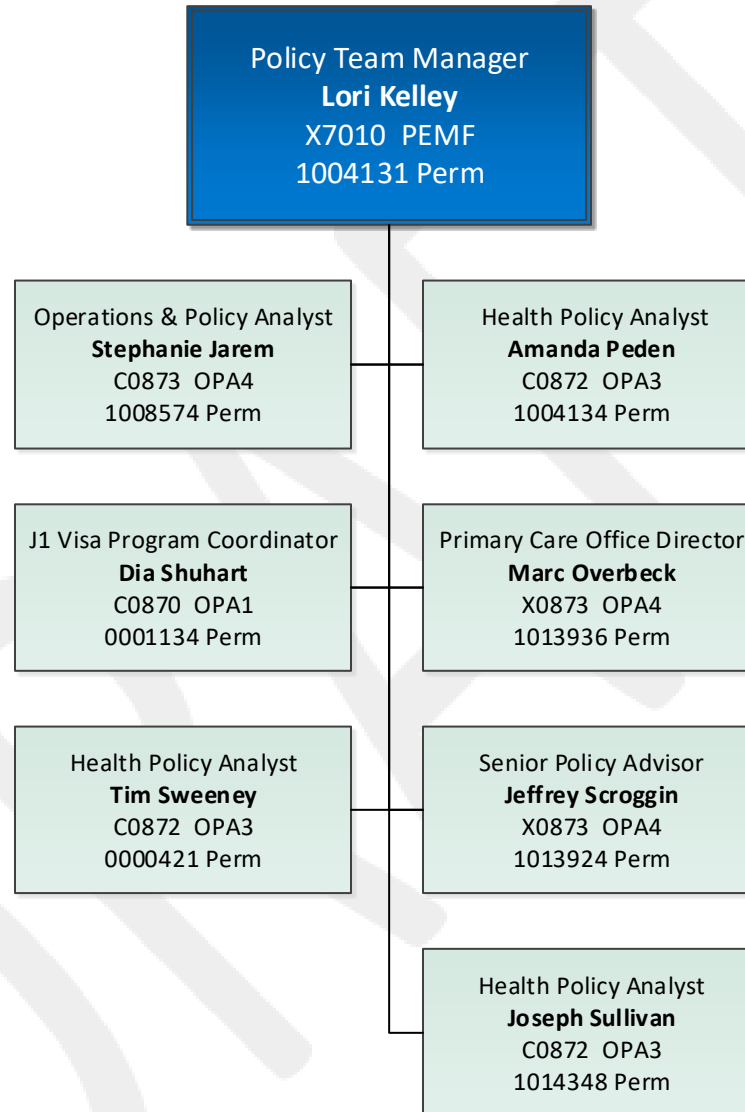 Policy Team Manager
Lori Kelley
X7010 PEMF
1004131 Perm
Operations & Policy Analyst
Stephanie Jarem
C0873 OPA4
1008574 Perm
Health Policy Analyst
Amanda Peden
C0872 OPA3
1004134 Perm
J1 Visa Program Coordinator
Dia Shuhart
C0870 OPA1
0001134 Perm
Primary Care Office Director
Marc Overbeck
X0873 OPA4
1013936 Perm
Health Policy Analyst
Tim Sweeney
C0872 OPA3
0000421 Perm
Senior Policy Advisor
Jeffrey Scroggin
X0873 OPA4
1013924 Perm
Health Policy Analyst
Joseph Sullivan
C0872 OPA3
1014348 Perm